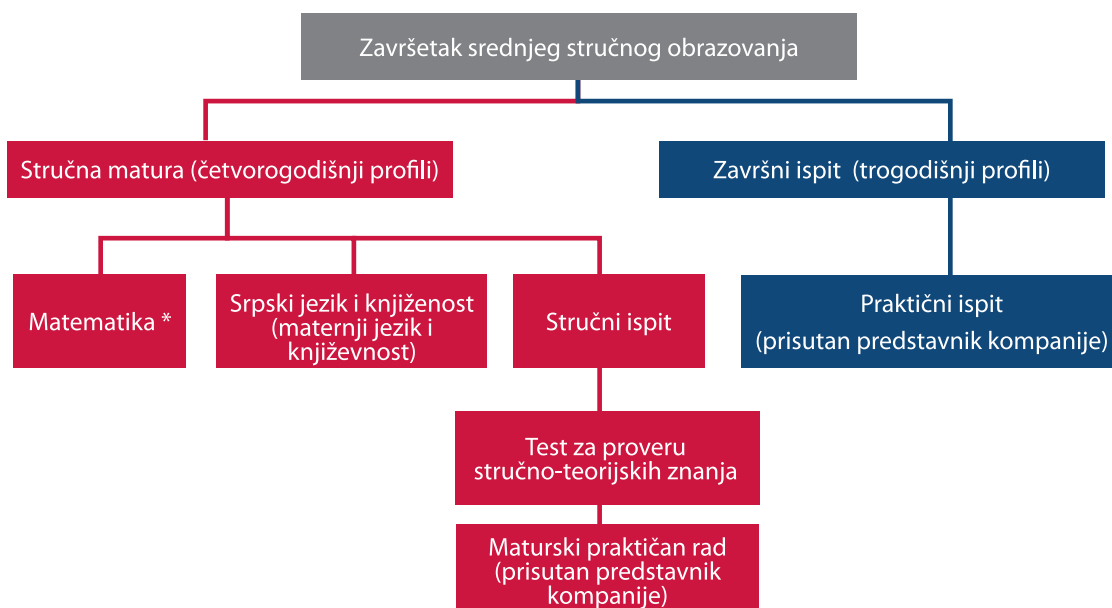 Završetak srednjeg stručnog obrazovanja
Stručna matura (četvorogodišnji profili)
Završni ispit (trogodišnji profili)
Matematika *
Srpski jezik i knjiženost
(maternji jezik i
književnost)
Stručni ispit
Praktični ispit
(prisutan predstavnik kompanije)
Test za proveru
stručno-teorijskih znanja
Maturski praktičan rad
(prisutan predstavnik
kompanije)